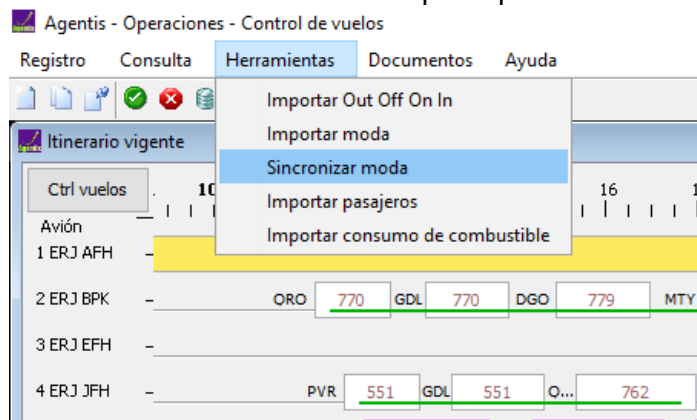 Agentis - Operaciones - Control de vuelos
Registro Consulta Herramientas Documentos Ayuda
Importar Out Off On In
Importar moda
Sincronizar moda
Importar pasajeros
Importar consumo de combustible
Itinerario vigente
Ctrl vuelos 10 16
Avión
1 ERJ AFH
2 ERJ BPK QRO 770 GDL 770 DGO 779 MTY
3 ERJ EFH
4 ERJ JFH PVR 551 GDL 551 Q... 762